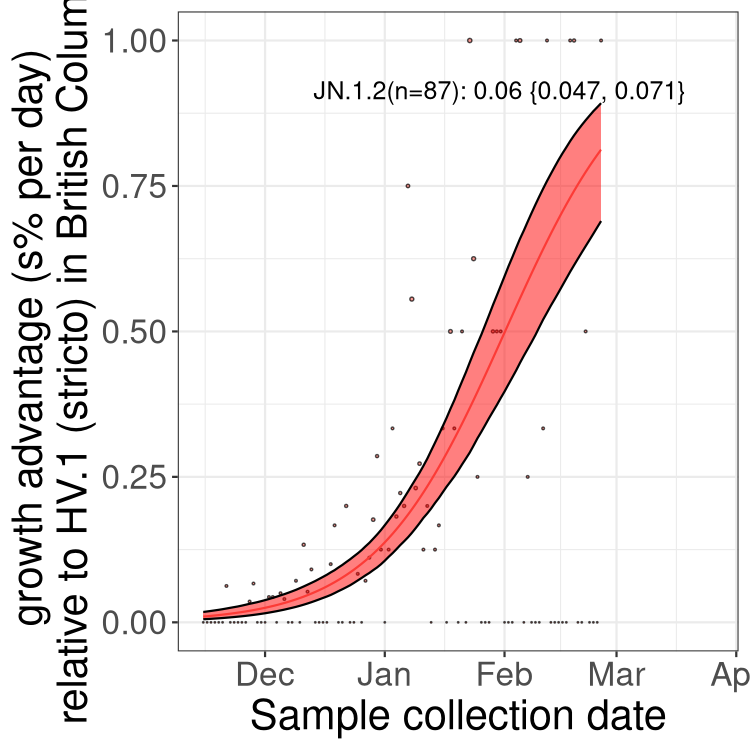 growth advantage (s% per day)
relative to HV.1 (stricto) in British Colum
1.00
0.75
0.50
0.25
0.00
JN.1.2(n=87): 0.06 {0.047, 0.071}
Dec Jan Feb Mar Ap
Sample collection date